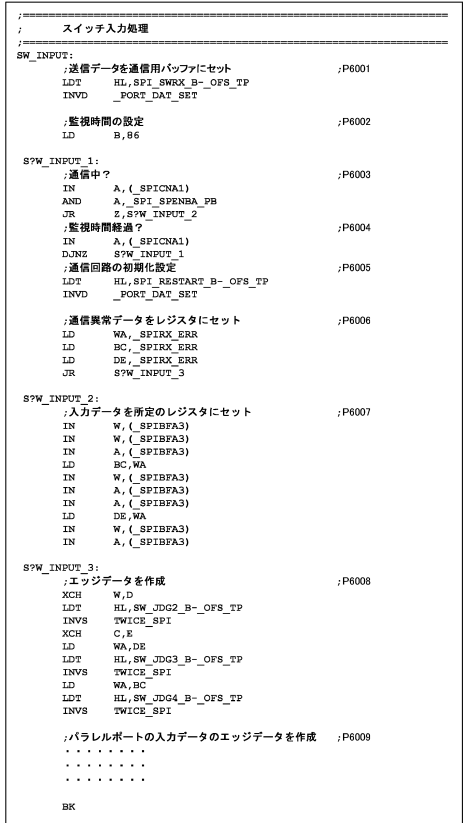 ;==================================================
; スイッチ入力処理
;==================================================
SW_INPUT:
;送信データを通信用バッファにセット ;P6001
LDT HL,SPI_SWRX_B-_OFS_TP
INVD _PORT_DAT_SET
;監視時間の設定 ;P6002
LD B,86
S?W_INPUT_1:
;通信中? ;P6003
IN A,(_SPICNA1)
AND A,_SPI_SPENBA_PB
JR Z,S?W_INPUT_2
;監視時間経過? ;P6004
IN A,(_SPICNA1)
DJNZ S?W_INPUT_1
;通信回路の初期化設定 ;P6005
LDT HL,SPI_RESTART_B-_OFS_TP
INVD _PORT_DAT_SET
;通信異常データをレジスタにセット ;P6006
LD WA,_SPIRX_ERR
LD BC,_SPIRX_ERR
LD DE,_SPIRX_ERR
JR S?W_INPUT_3
S?W_INPUT_2:
;入力データを所定のレジスタにセット ;P6007
IN W,(_SPIBFA3)
IN W,(_SPIBFA3)
IN A,(_SPIBFA3)
LD BC,WA
IN W,(_SPIBFA3)
IN A,(_SPIBFA3)
IN A,(_SPIBFA3)
LD DE,WA
IN W,(_SPIBFA3)
IN A,(_SPIBFA3)
S?W_INPUT_3:
;エッジデータを作成 ;P6008
XCH W,D
LDT HL,SW_JDG2_B-_OFS_TP
INVS TWICE_SPI
XCH C,E
LD WA,DE
LDT HL,SW_JDG3_B-_OFS_TP
INVS TWICE_SPI
LD WA,BC
LDT HL,SW_JDG4_B-_OFS_TP
INVS TWICE_SPI
;パラレルポートの入力データのエッジデータを作成 ;P6009
・・・・・・・・
・・・・・・・・
・・・・・・・・
BK